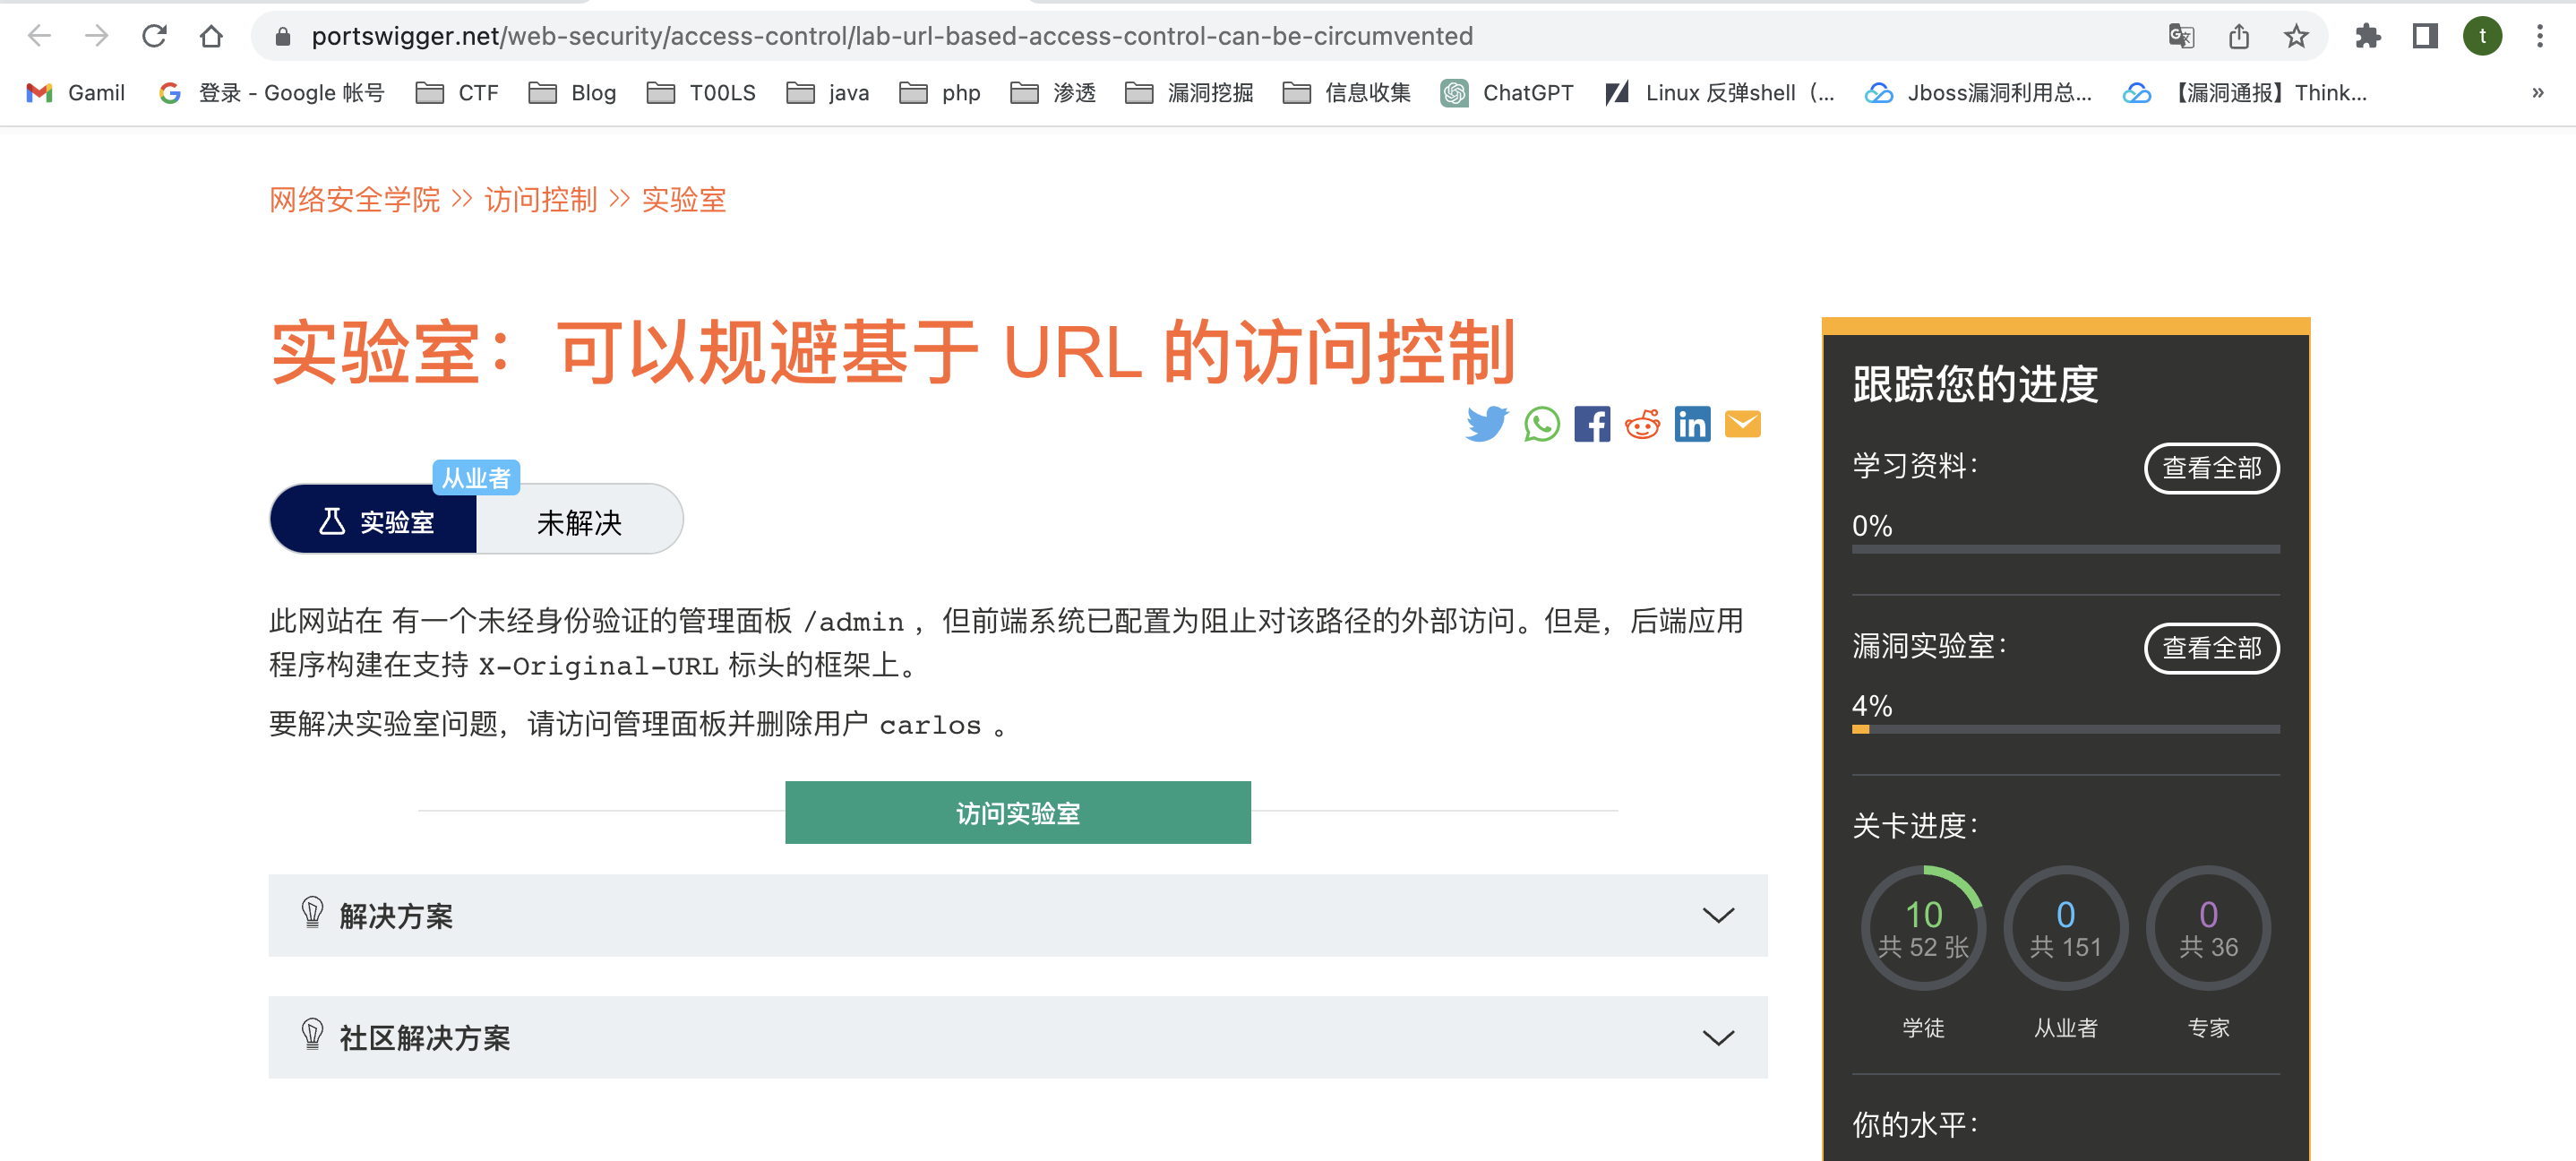 portswigger.net/web-security/access-control/lab-url-based-access-control-can-be-circumvented
t
Gamil
登录 - Google 帐号
CTF
Blog
T00LS
java
php
渗透
漏洞挖掘
信息收集
ChatGPT
Linux 反弹shell（...
Jboss漏洞利用总...
【漏洞通报】Think...
»
网络安全学院 >> 访问控制 >> 实验室
实验室：可以规避基于 URL 的访问控制
从业者
实验室
未解决
此网站在 有一个未经身份验证的管理面板 /admin ，但前端系统已配置为阻止对该路径的外部访问。但是，后端应用
程序构建在支持 X-Original-URL 标头的框架上。
要解决实验室问题，请访问管理面板并删除用户 carlos 。
访问实验室
解决方案
社区解决方案
跟踪您的进度
学习资料：
查看全部
0%
漏洞实验室：
查看全部
4%
关卡进度：
10
共 52 张
学徒
0
共 151
从业者
0
共 36
专家
你的水平：